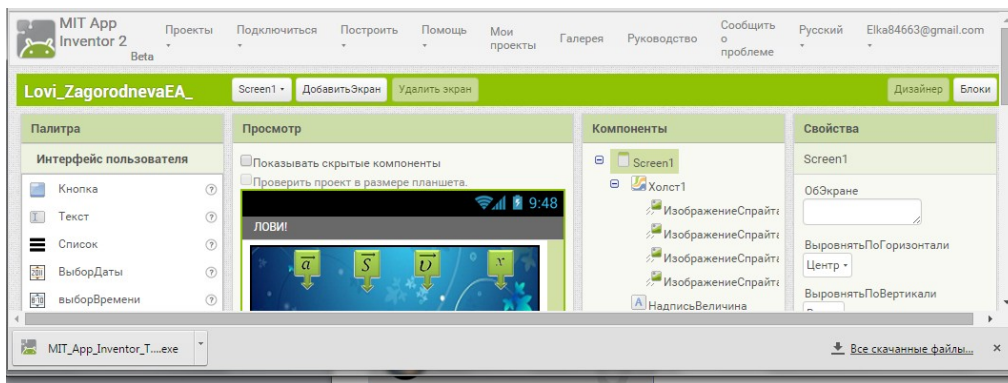 MIT App Inventor 2 Beta
Проекты Подключиться Построить Помощь Мои проекты Галерея Руководство Сообщить о проблеме Русский Elka84663@gmail.com
Lovi_ZagorodnevaEA_ Screen1 ДобавитьЭкран Удалить экран Дизайнер Блоки
Палитра Просмотр Компоненты Свойства
Интерфейс пользователя
Кнопка
Текст
Список
ВыборДаты
выборВремени
Показывать скрытые компоненты
Проверить проект в размере планшета.
9:48
ЛОВИ!
a S υ x
Screen1
Холст1
ИзображениеСпрайта
ИзображениеСпрайта
ИзображениеСпрайта
ИзображениеСпрайта
НадписьВеличина
Screen1
ОбЭкране
ВыровнятьПоГоризонтали
Центр
ВыровнятьПоВертикали
MIT_App_Inventor_T....exe Все скачанные файлы...